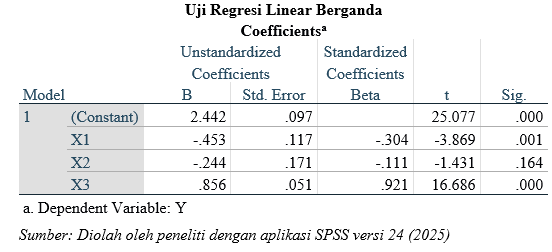 Uji Regresi Linear Berganda
Coefficientsᵃ
Unstandardized Coefficients Standardized Coefficients
Model B Std. Error Beta t Sig.
1 (Constant) 2.442 .097 25.077 .000
X1 -.453 .117 -.304 -3.869 .001
X2 -.244 .171 -.111 -1.431 .164
X3 .856 .051 .921 16.686 .000
a. Dependent Variable: Y
Sumber: Diolah oleh peneliti dengan aplikasi SPSS versi 24 (2025)